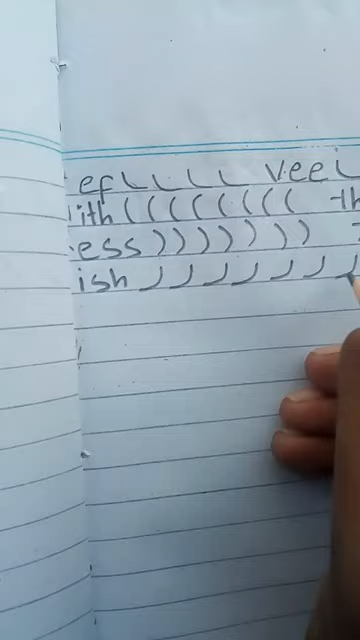 ef ( ( ( ( vee (
ith ( ( ( ( ( ( ( ( th
ess ) ) ) ) ) ) )
ish ) ) ) ) ) ) )